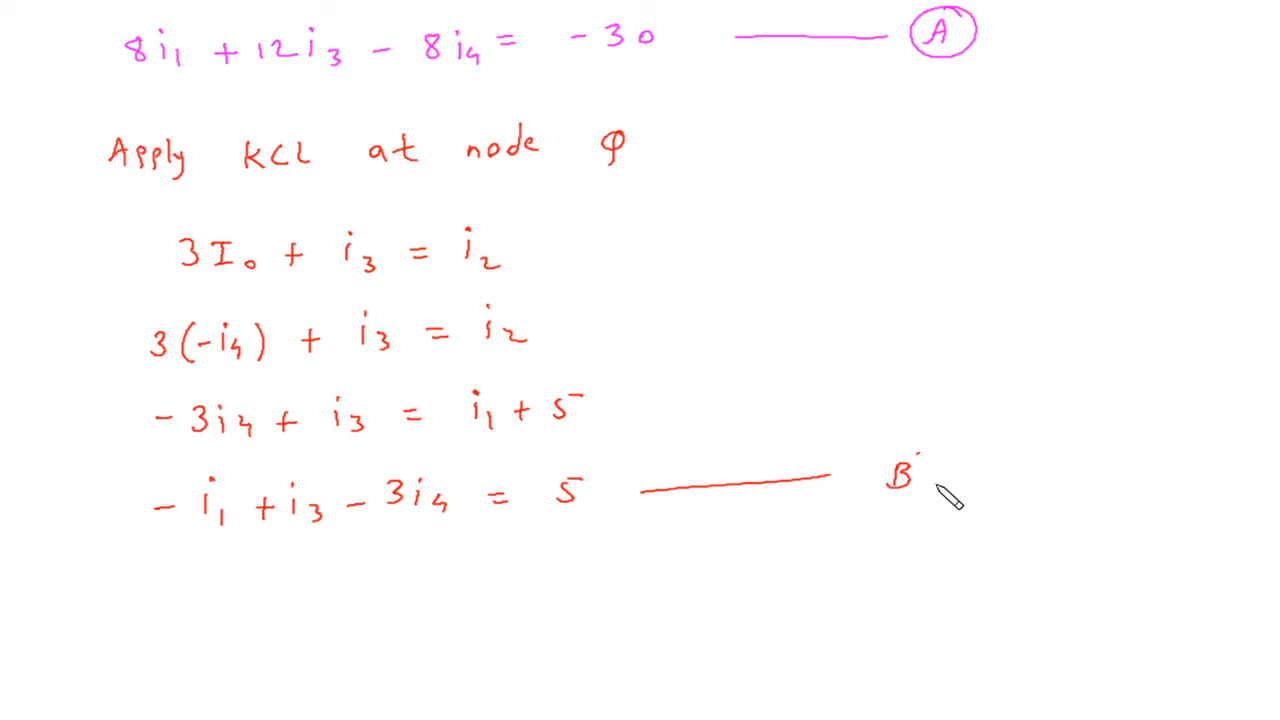 8i₁ + 12i₃ - 8i₄ = -30 ——— A
Apply KCL at node φ
3I₀ + i₃ = i₂
3(-i₄) + i₃ = i₂
-3i₄ + i₃ = i₁ + 5
-i₁ + i₃ - 3i₄ = 5 ——— B